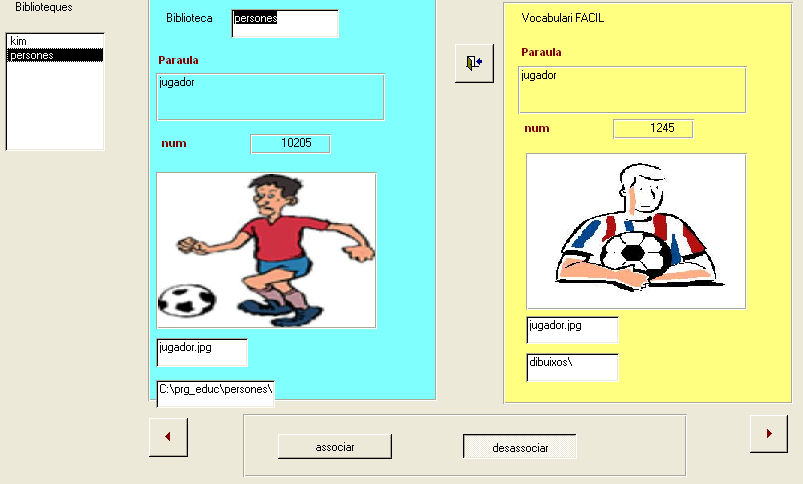 Biblioteques
kim
persones
Biblioteca
persones
Paraula
jugador
num
10205
jugador.jpg
C:\prg_educ\persones\
Vocabulari FACIL
Paraula
jugador
num
1245
jugador.jpg
dibuixos\
associar
desassociar